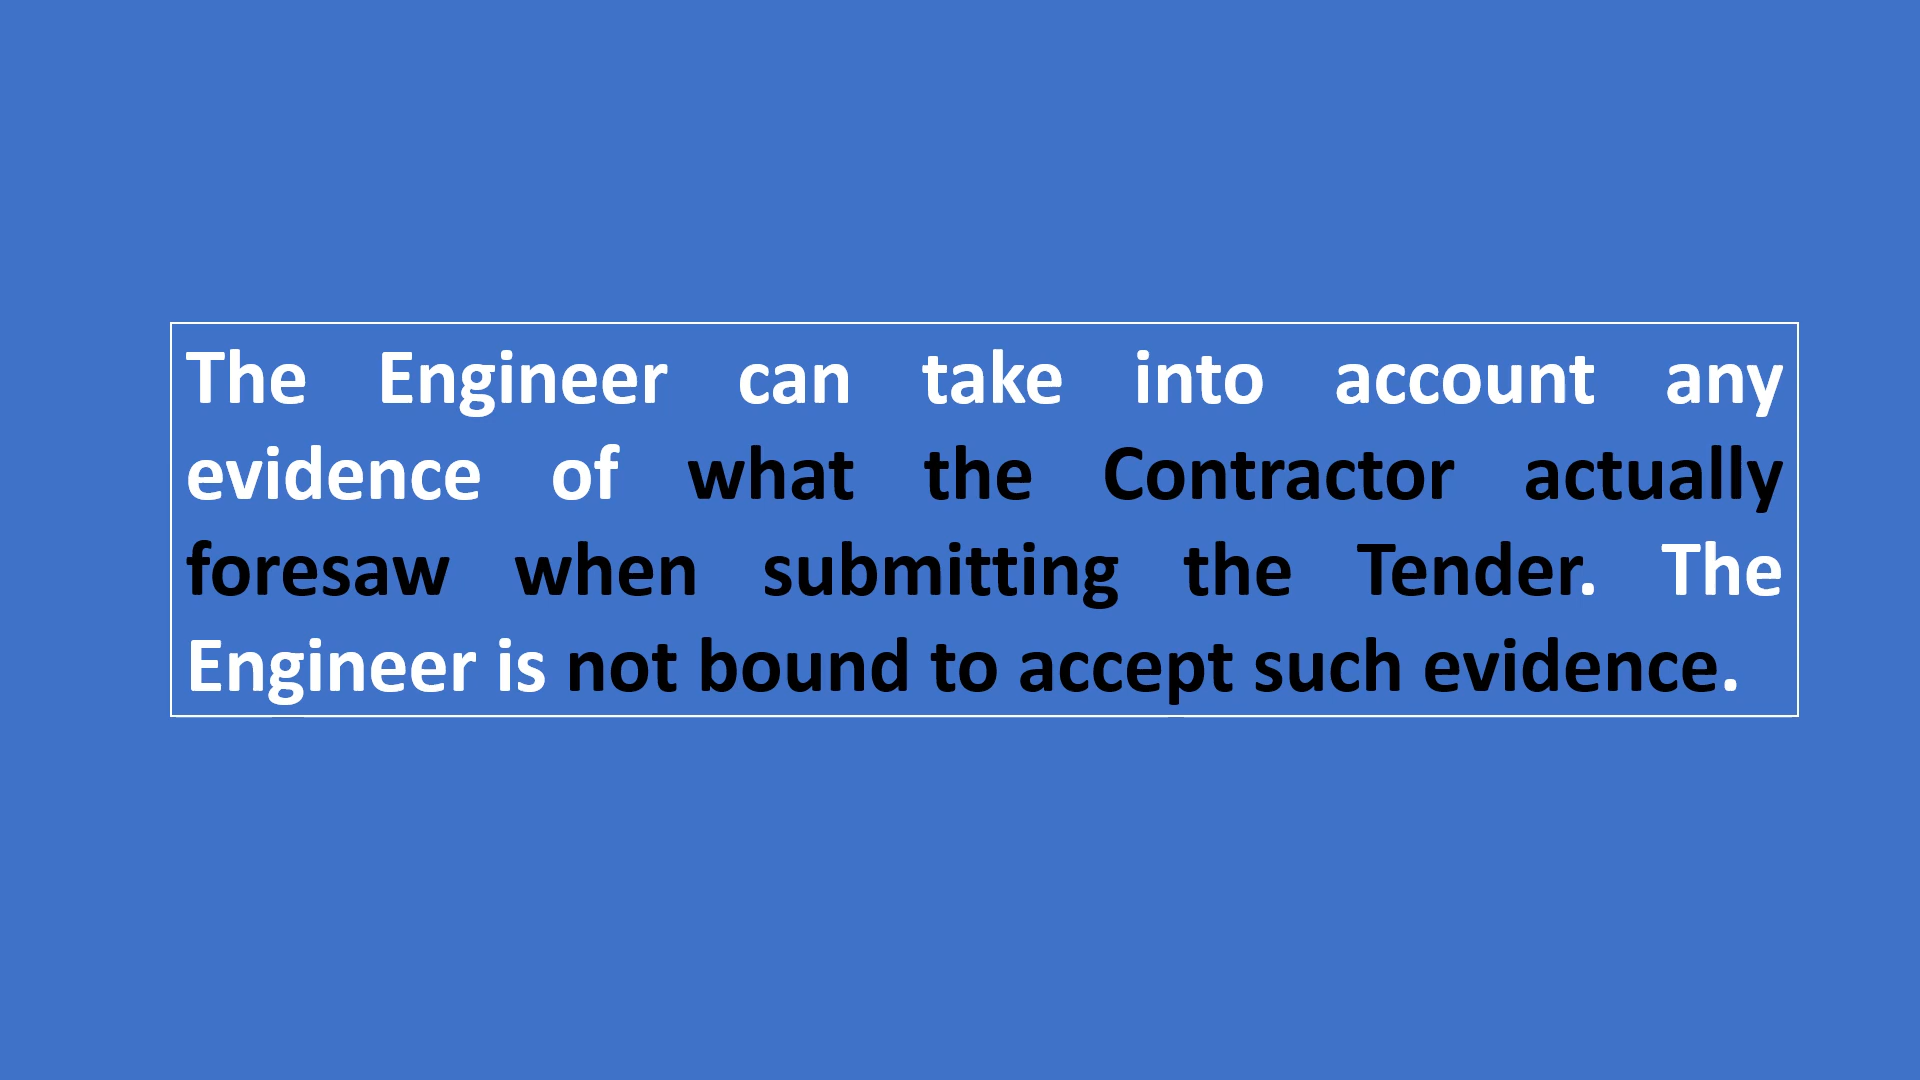 The Engineer can take into account any
evidence of what the Contractor actually
foresaw when submitting the Tender. The
Engineer is not bound to accept such evidence.